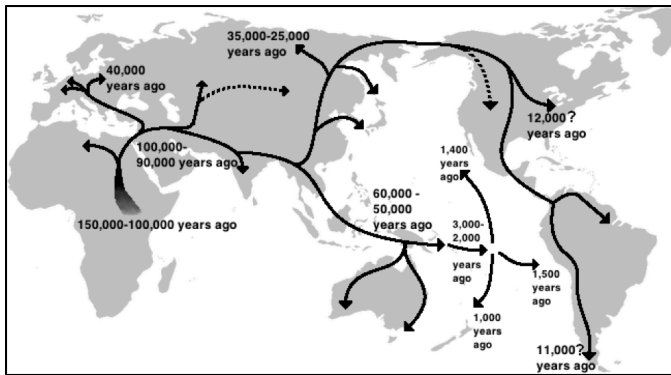 35,000-25,000
years ago
40,000
years ago
12,000?
years ago
100,000-
90,000 years ago
1,400
years
ago
60,000 -
50,000
years ago
150,000-100,000 years ago
3,000-
2,000
years
ago
1,500
years
ago
1,000
years
ago
11,000?
years ago